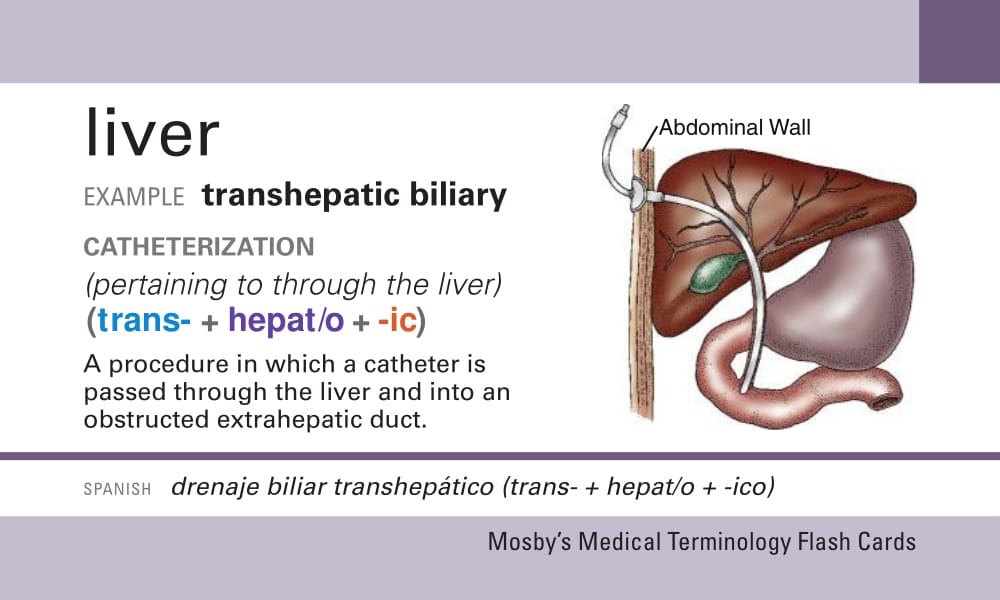 liver
EXAMPLE transhepatic biliary
CATHETERIZATION
(pertaining to through the liver)
(trans- + hepat/o + -ic)
A procedure in which a catheter is
passed through the liver and into an
obstructed extrahepatic duct.
Abdominal Wall
SPANISH drenaje biliar transhepático (trans- + hepat/o + -ico)
Mosby’s Medical Terminology Flash Cards